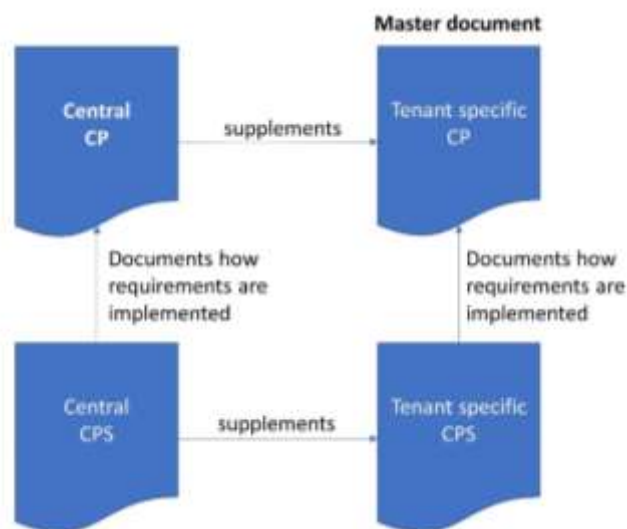 Master document
Central
CP
supplements
Tenant specific
CP
Documents how
requirements are
implemented
Documents how
requirements are
implemented
Central
CPS
supplements
Tenant specific
CPS